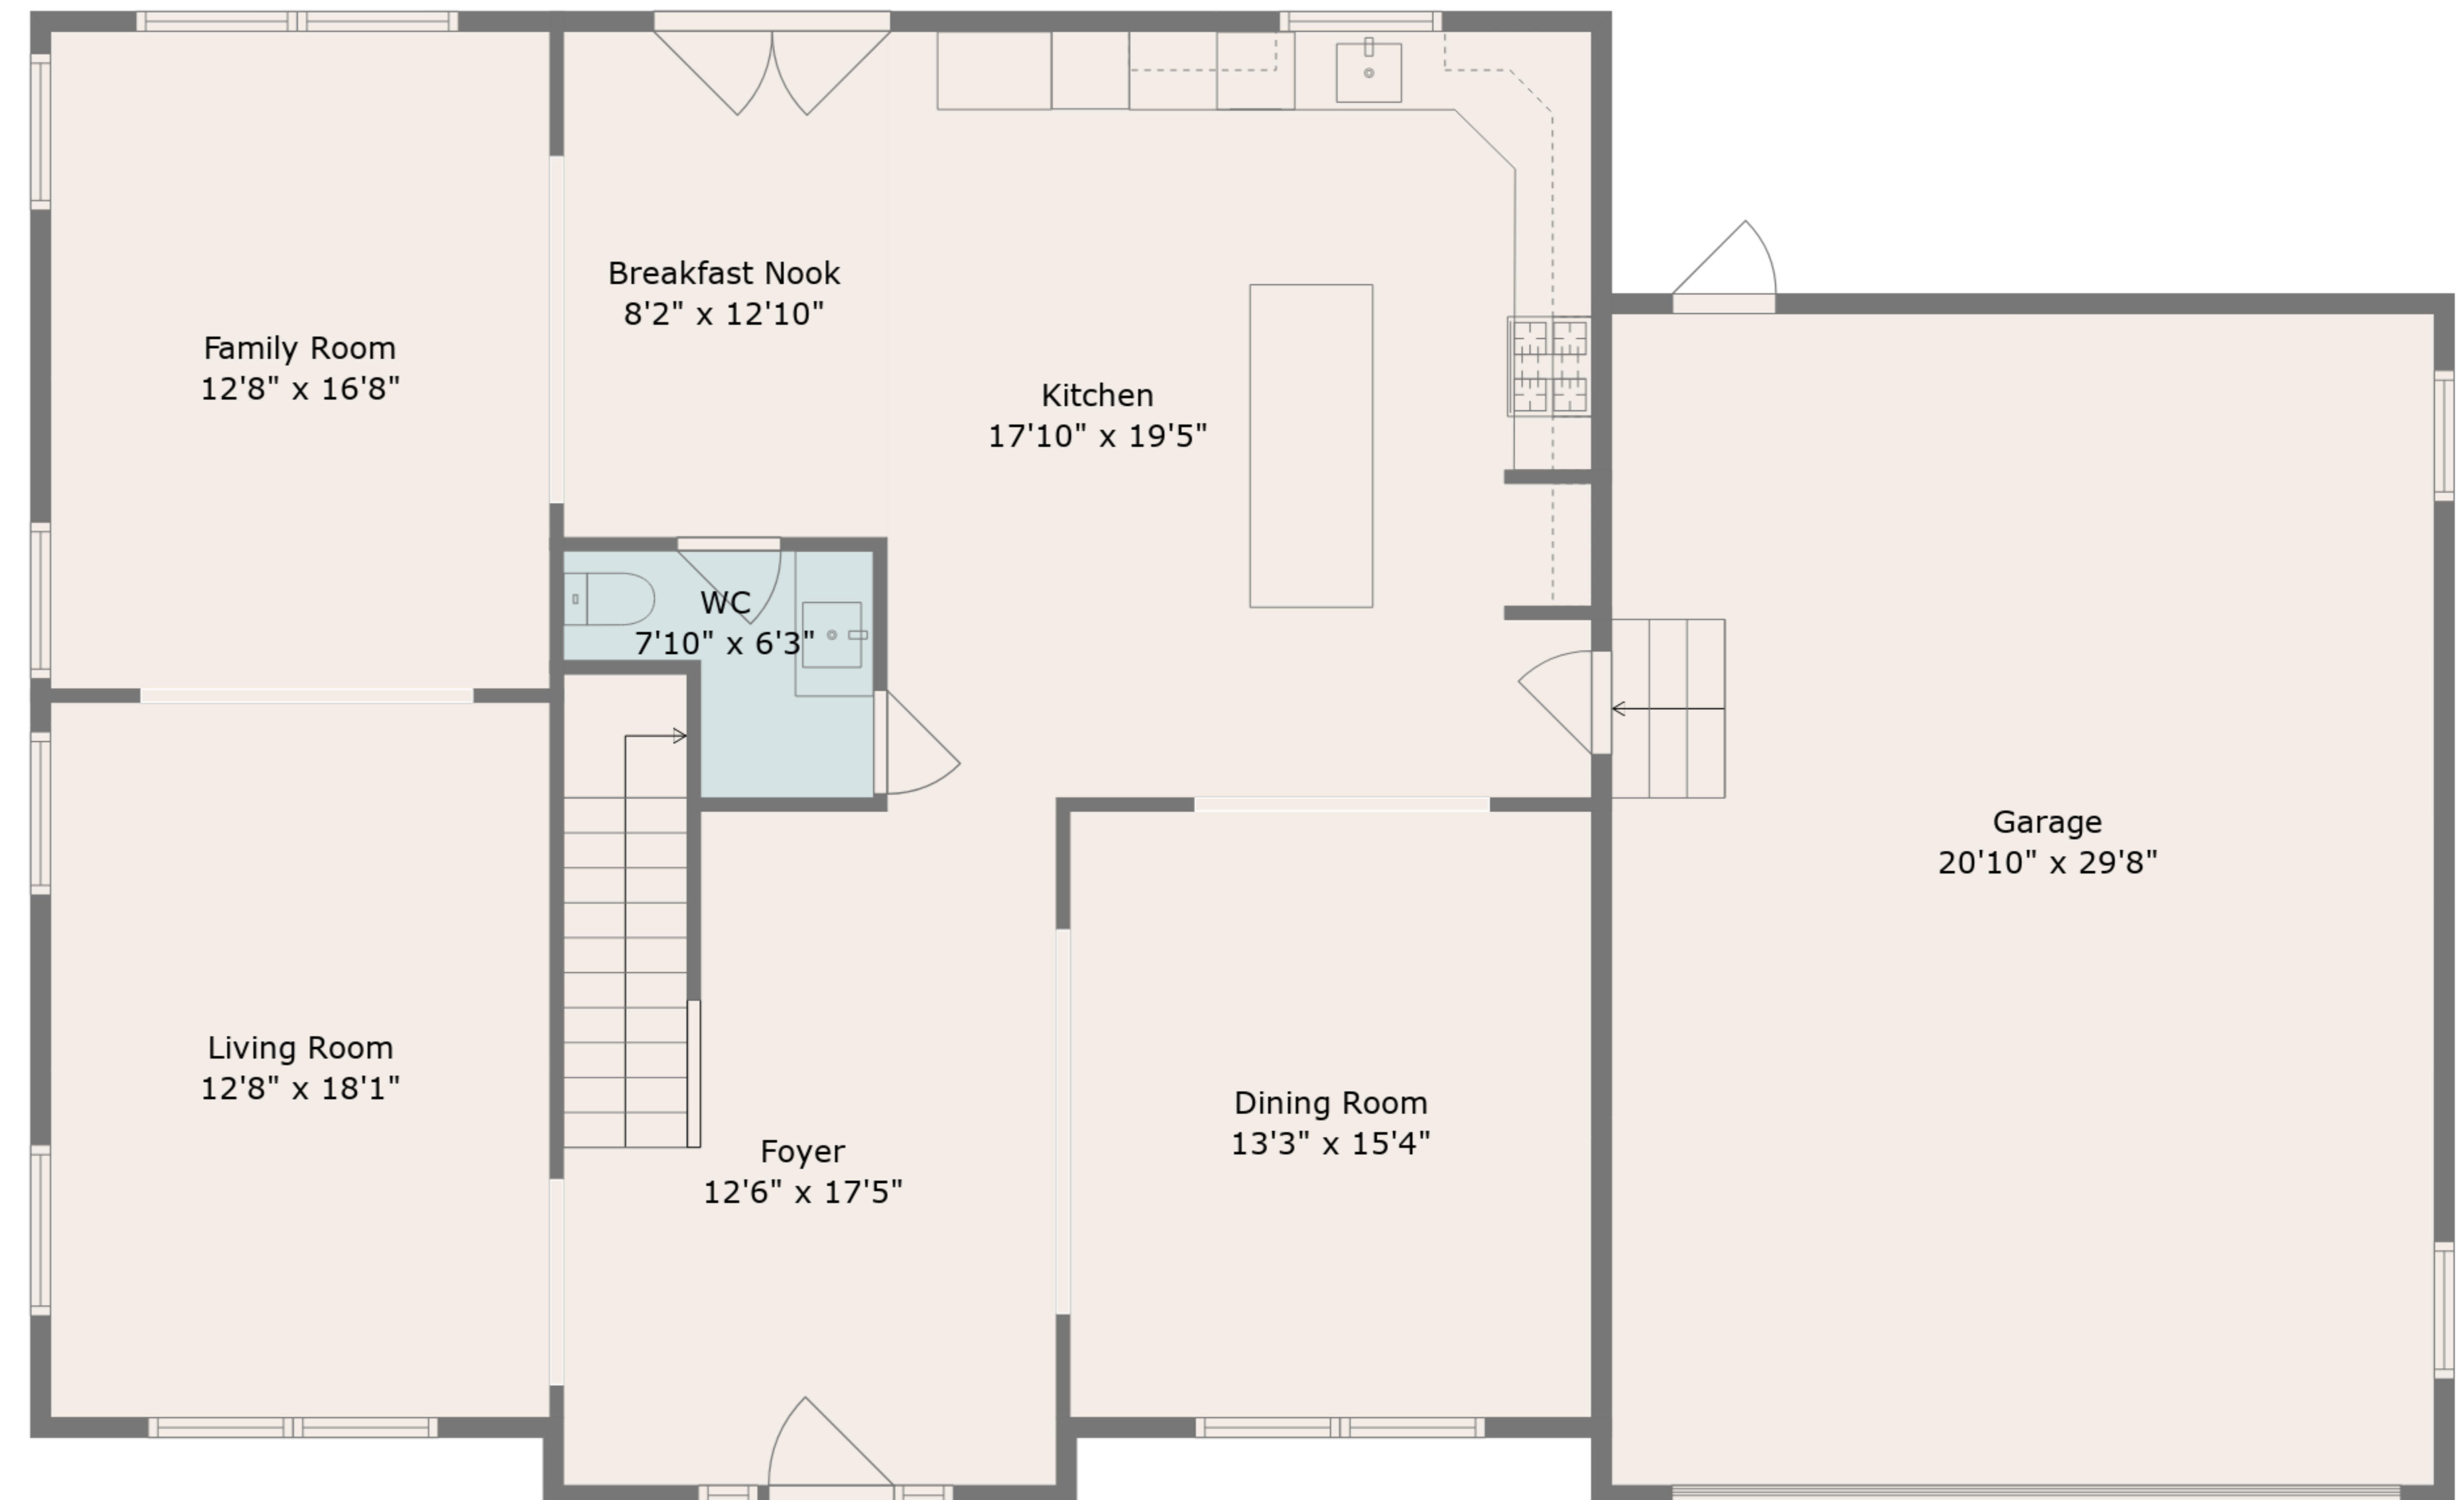 Breakfast Nook
8'2" x 12'10"
Family Room
12'8" x 16'8"
Kitchen
17'10" x 19'5"
WC
7'10" x 6'3"
Garage
20'10" x 29'8"
Living Room
12'8" x 18'1"
Dining Room
13'3" x 15'4"
Foyer
12'6" x 17'5"